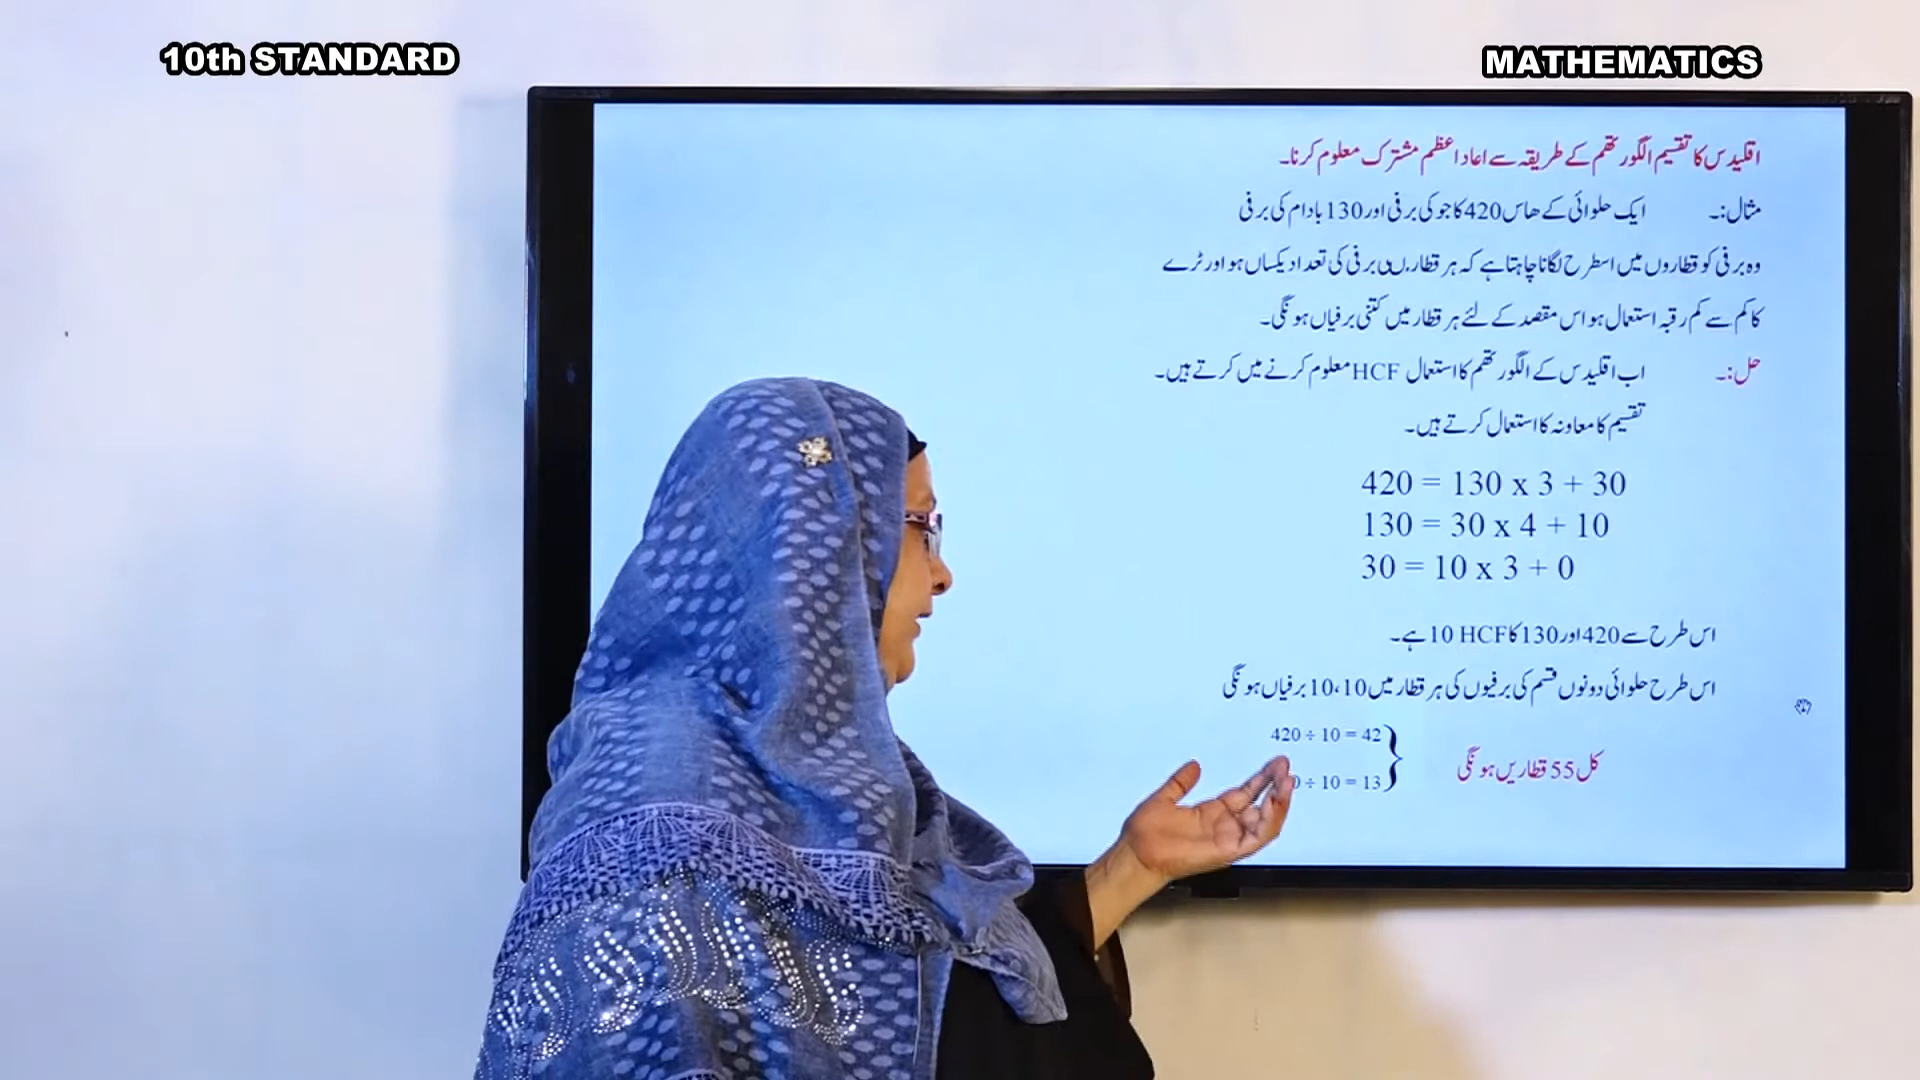 10th STANDARD
MATHEMATICS
اقلیدس کا تقسیم الگورتھم کے طریقہ سے اعاد اعظم مشترک معلوم کرنا۔
مثال:۔ ایک حلوائی کے ھاس 420 کاجو کی برفی اور 130 بادام کی برفی
وہ برفی کو قطاروں میں اسطرح لگانا چاہتا ہے کہ ہر قطار برفی کی تعداد یکساں ہو اور ٹرے
کا کم سے کم رقبہ استعمال ہو اس مقصد کے لئے ہر قطار میں کتنی برفیاں ہونگی۔
حل:۔ اب اقلیدس کے الگورتھم کا استعمال HCF معلوم کرنے میں کرتے ہیں۔
تقسیم کا معاونہ کا استعمال کرتے ہیں۔
420 = 130 x 3 + 30
130 = 30 x 4 + 10
30 = 10 x 3 + 0
اس طرح سے 420 اور 130 کا HCF 10 ہے۔
اس طرح حلوائی دونوں قسم کی برفیوں کی ہر قطار میں 10،10 برفیاں ہونگی
420 ÷ 10 = 42
0 ÷ 10 = 13
کل 55 قطاریں ہونگی